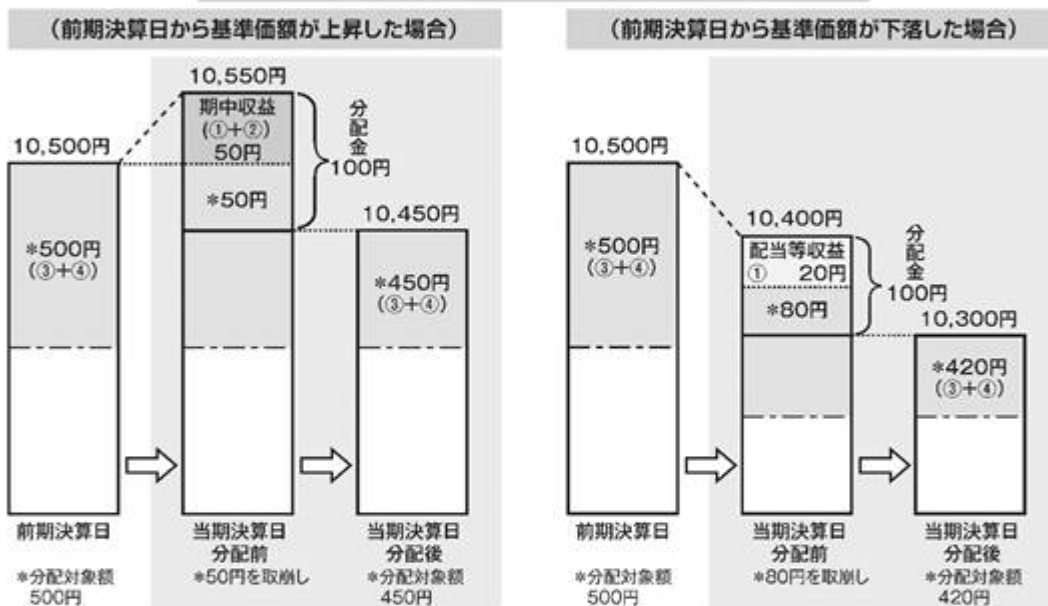 (前期決算日から基準価額が上昇した場合)
10,550円
期中収益
(①+②)
50円
*50円
分配金
100円
10,500円
*500円
(③+④)
10,450円
*450円
(③+④)
前期決算日
*分配対象額
500円
当期決算日
分配前
*50円を取崩し
当期決算日
分配後
*分配対象額
450円
(前期決算日から基準価額が下落した場合)
10,500円
*500円
(③+④)
10,400円
配当等収益
① 20円
*80円
分配金
100円
10,300円
*420円
(③+④)
前期決算日
*分配対象額
500円
当期決算日
分配前
*80円を取崩し
当期決算日
分配後
*分配対象額
420円